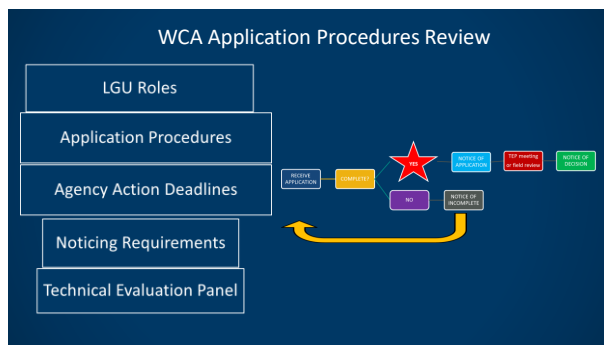 WCA Application Procedures Review
LGU Roles
Application Procedures
Agency Action Deadlines
Noticing Requirements
Technical Evaluation Panel
RECEIVE
APPLICATION
COMPLETE?
YES
NOTICE OF
APPLICATION
TEP meeting
or field review
NOTICE OF
DECISION
NO
NOTICE OF
INCOMPLETE